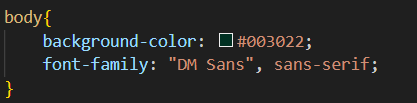 body{
    background-color: #003022;
    font-family: "DM Sans", sans-serif;
}